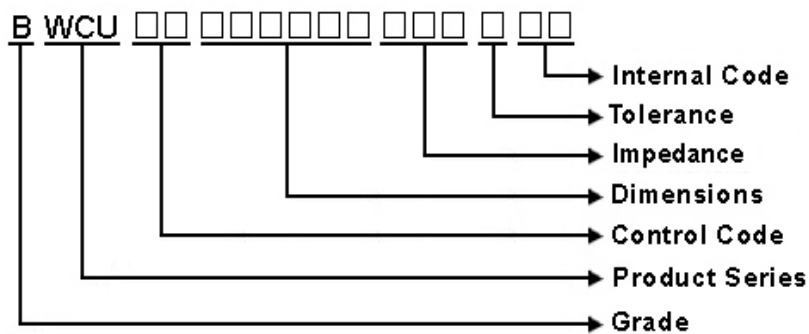 B WCU □□ □□□□□□ □□□ □ □□
Internal Code
Tolerance
Impedance
Dimensions
Control Code
Product Series
Grade